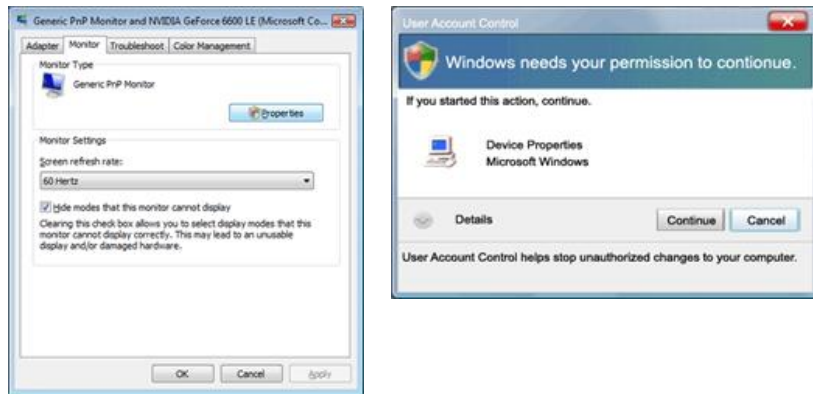 Generic PnP Monitor and NVIDIA GeForce 6600 LE (Microsoft Co...
Adapter Monitor Troubleshoot Color Management
Monitor Type
Generic PnP Monitor
Properties
Monitor Settings
Screen refresh rate:
60 Hertz
Hide modes that this monitor cannot display
Clearing this check box allows you to select display modes that this
monitor cannot display correctly. This may lead to an unusable
display and/or damaged hardware.
OK Cancel Apply
User Account Control
Windows needs your permission to contionue.
If you started this action, continue.
Device Properties
Microsoft Windows
Details Continue Cancel
User Account Control helps stop unauthorized changes to your computer.